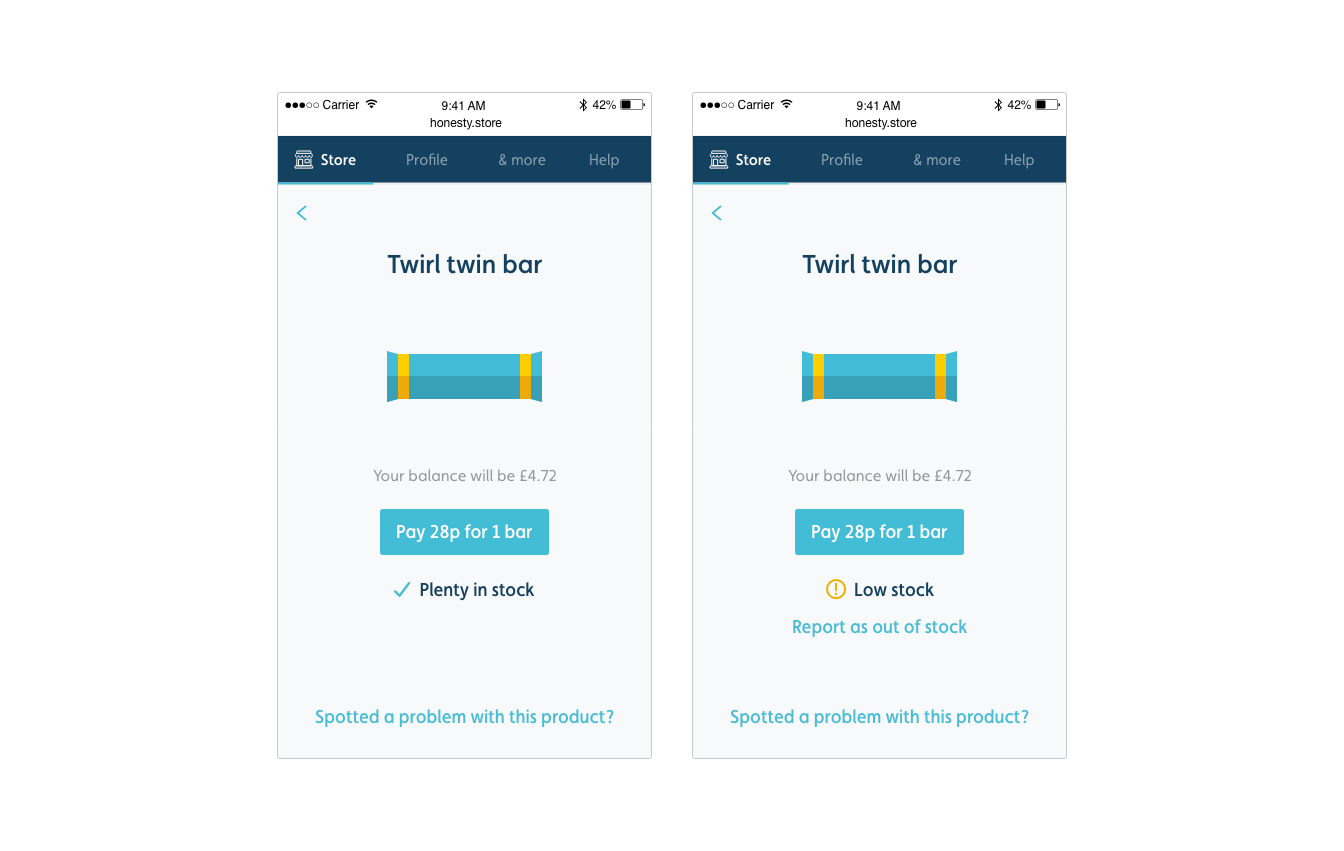 ●●●○○ Carrier 9:41 AM 42%
honesty.store
Store Profile & more Help
Twirl twin bar
Your balance will be £4.72
Pay 28p for 1 bar
Plenty in stock
Spotted a problem with this product?
●●●○○ Carrier 9:41 AM 42%
honesty.store
Store Profile & more Help
Twirl twin bar
Your balance will be £4.72
Pay 28p for 1 bar
Low stock
Report as out of stock
Spotted a problem with this product?